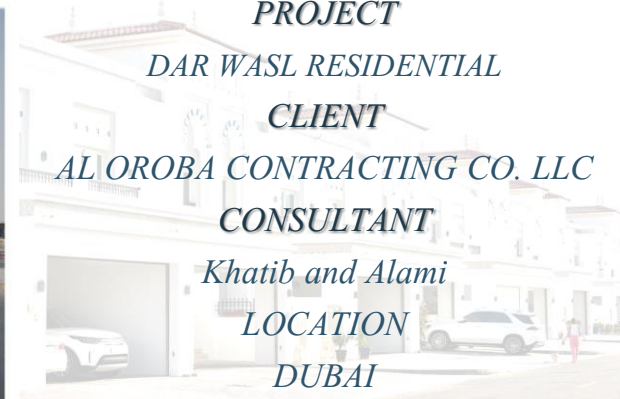 PROJECT
DAR WASL RESIDENTIAL
CLIENT
AL OROBA CONTRACTING CO. LLC
CONSULTANT
Khatib and Alami
LOCATION
DUBAI